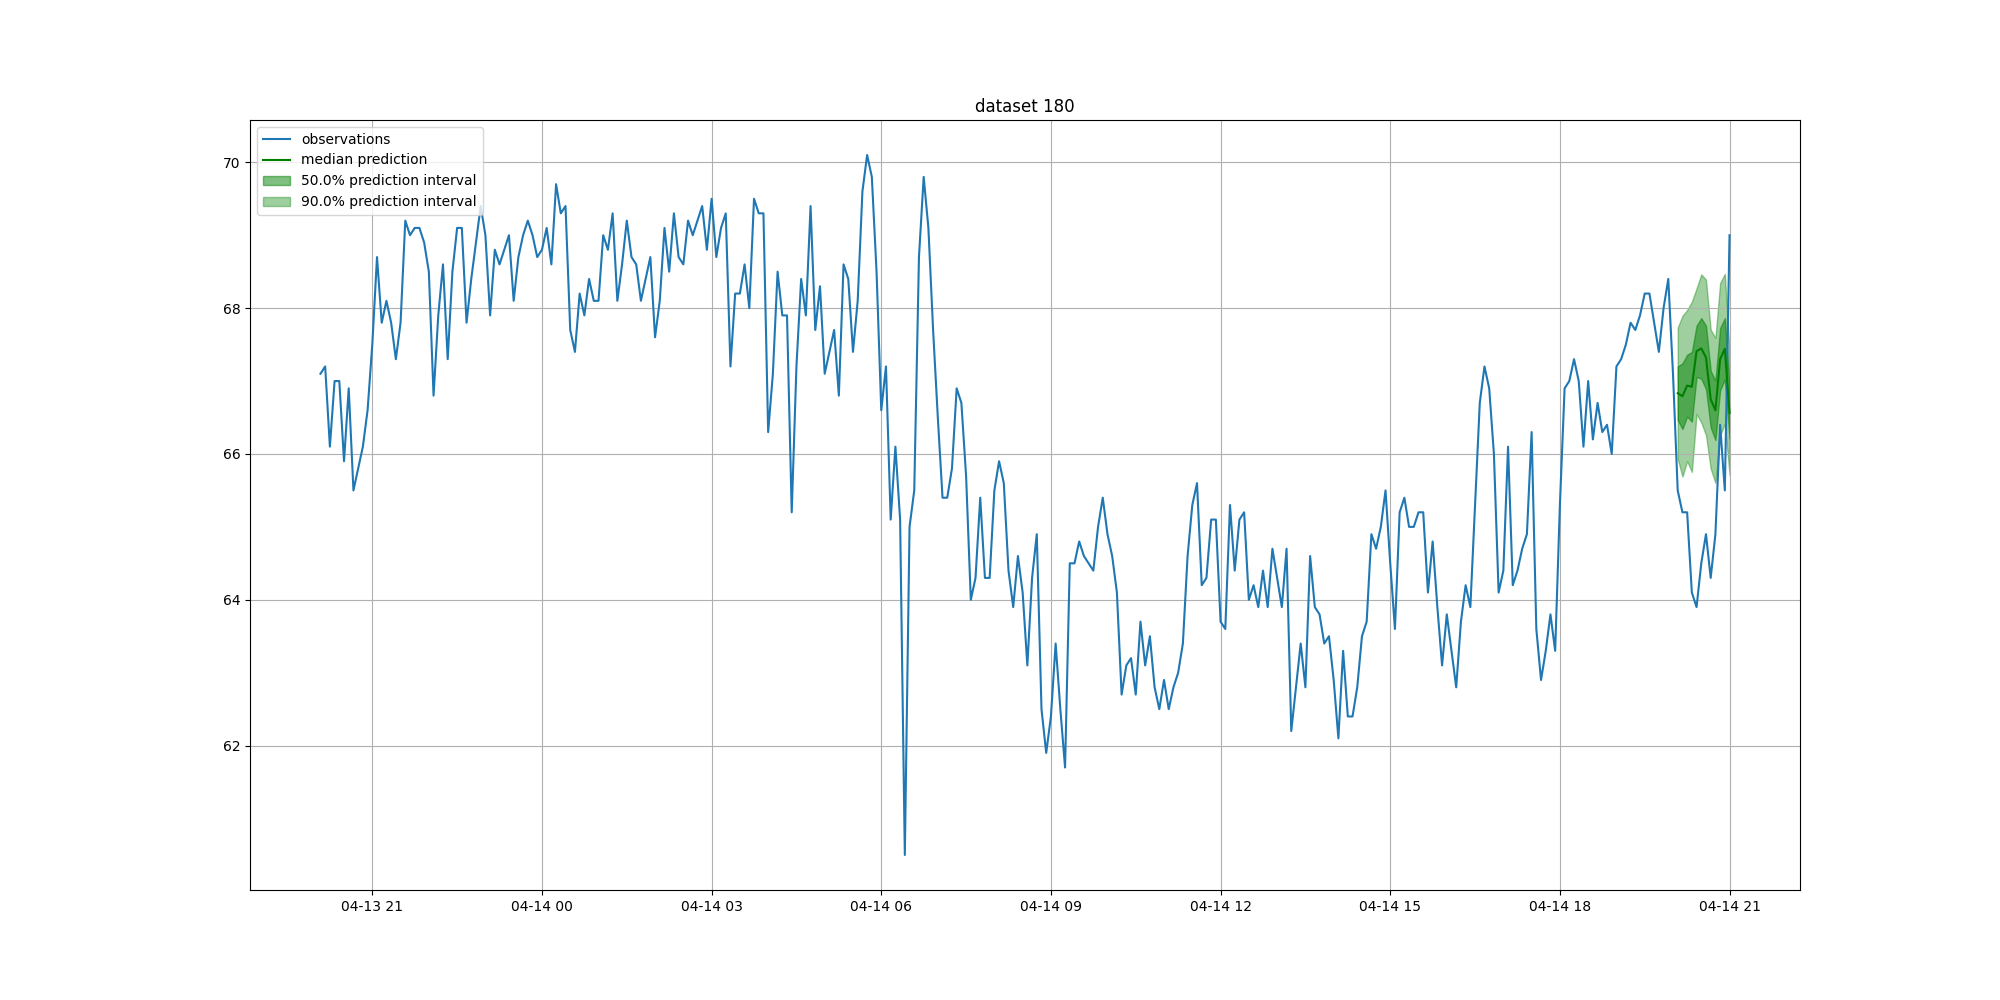 dataset 180
observations
median prediction
50.0% prediction interval
90.0% prediction interval
70
68
66
64
62
04-13 21
04-14 00
04-14 03
04-14 06
04-14 09
04-14 12
04-14 15
04-14 18
04-14 21